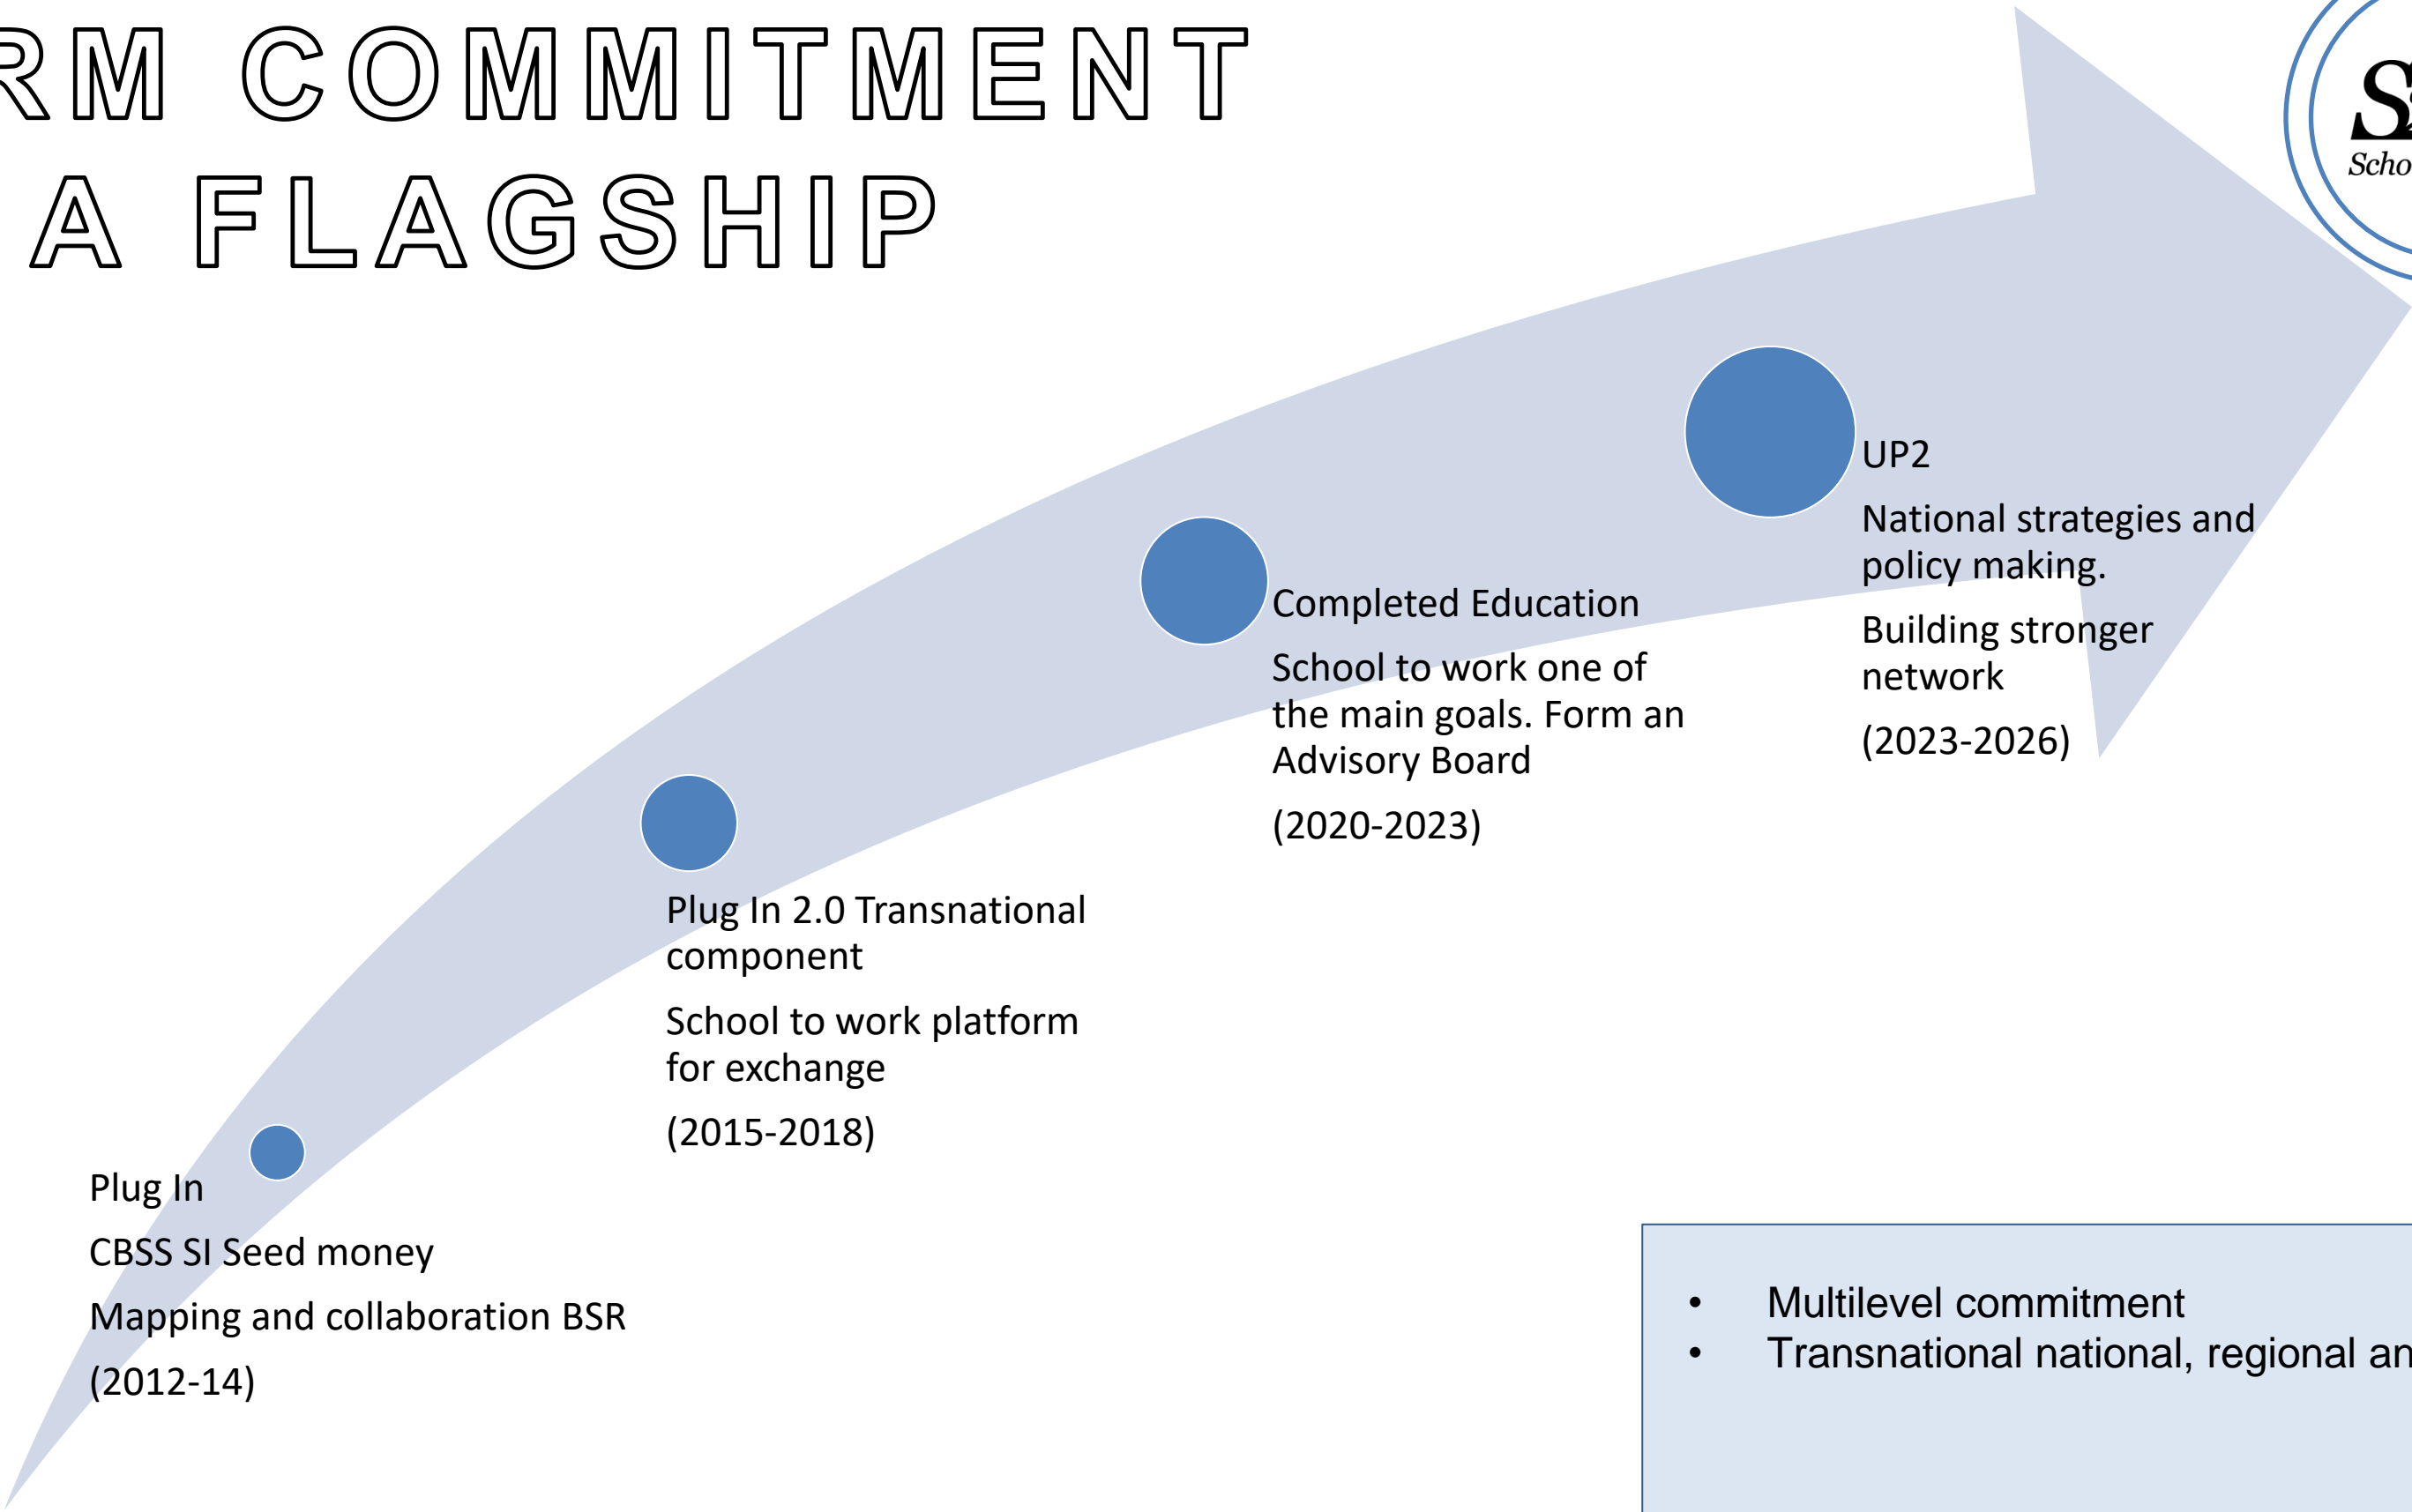 RM COMMITMENT
A FLAGSHIP
Scho
UP2
National strategies and
policy making.
Building stronger
network
(2023-2026)
Completed Education
School to work one of
the main goals. Form an
Advisory Board
(2020-2023)
Plug In 2.0 Transnational
component
School to work platform
for exchange
(2015-2018)
Plug In
CBSS SI Seed money
Mapping and collaboration BSR
(2012-14)
• Multilevel commitment
• Transnational national, regional an